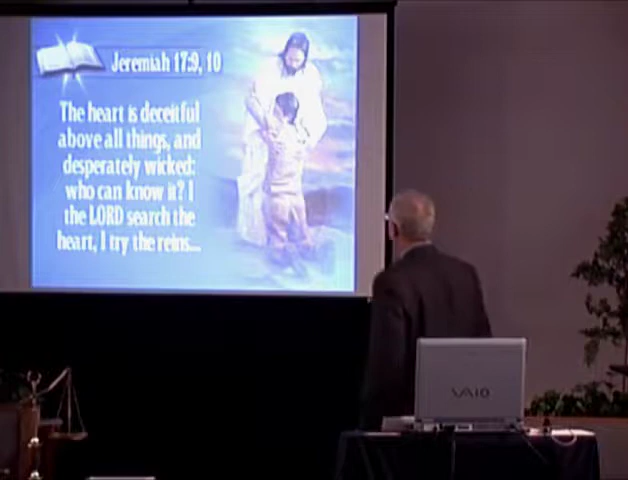 Jeremiah 17:9, 10
The heart is deceitful
above all things, and
desperately wicked:
who can know it? I
the LORD search the
heart, I try the reins...
VAIO